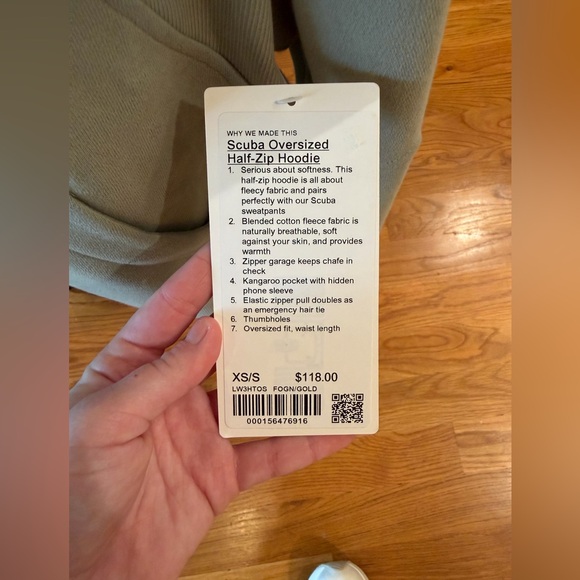 WHY WE MADE THIS
Scuba Oversized
Half-Zip Hoodie
1. Serious about softness. This
half-zip hoodie is all about
fleecy fabric and pairs
perfectly with our Scuba
sweatpants
2. Blended cotton fleece fabric is
naturally breathable, soft
against your skin, and provides
warmth
3. Zipper garage keeps chafe in
check
4. Kangaroo pocket with hidden
phone sleeve
5. Elastic zipper pull doubles as
an emergency hair tie
6. Thumbholes
7. Oversized fit, waist length
XS/S $118.00
LW3HTOS FOGN/GOLD
000156476916